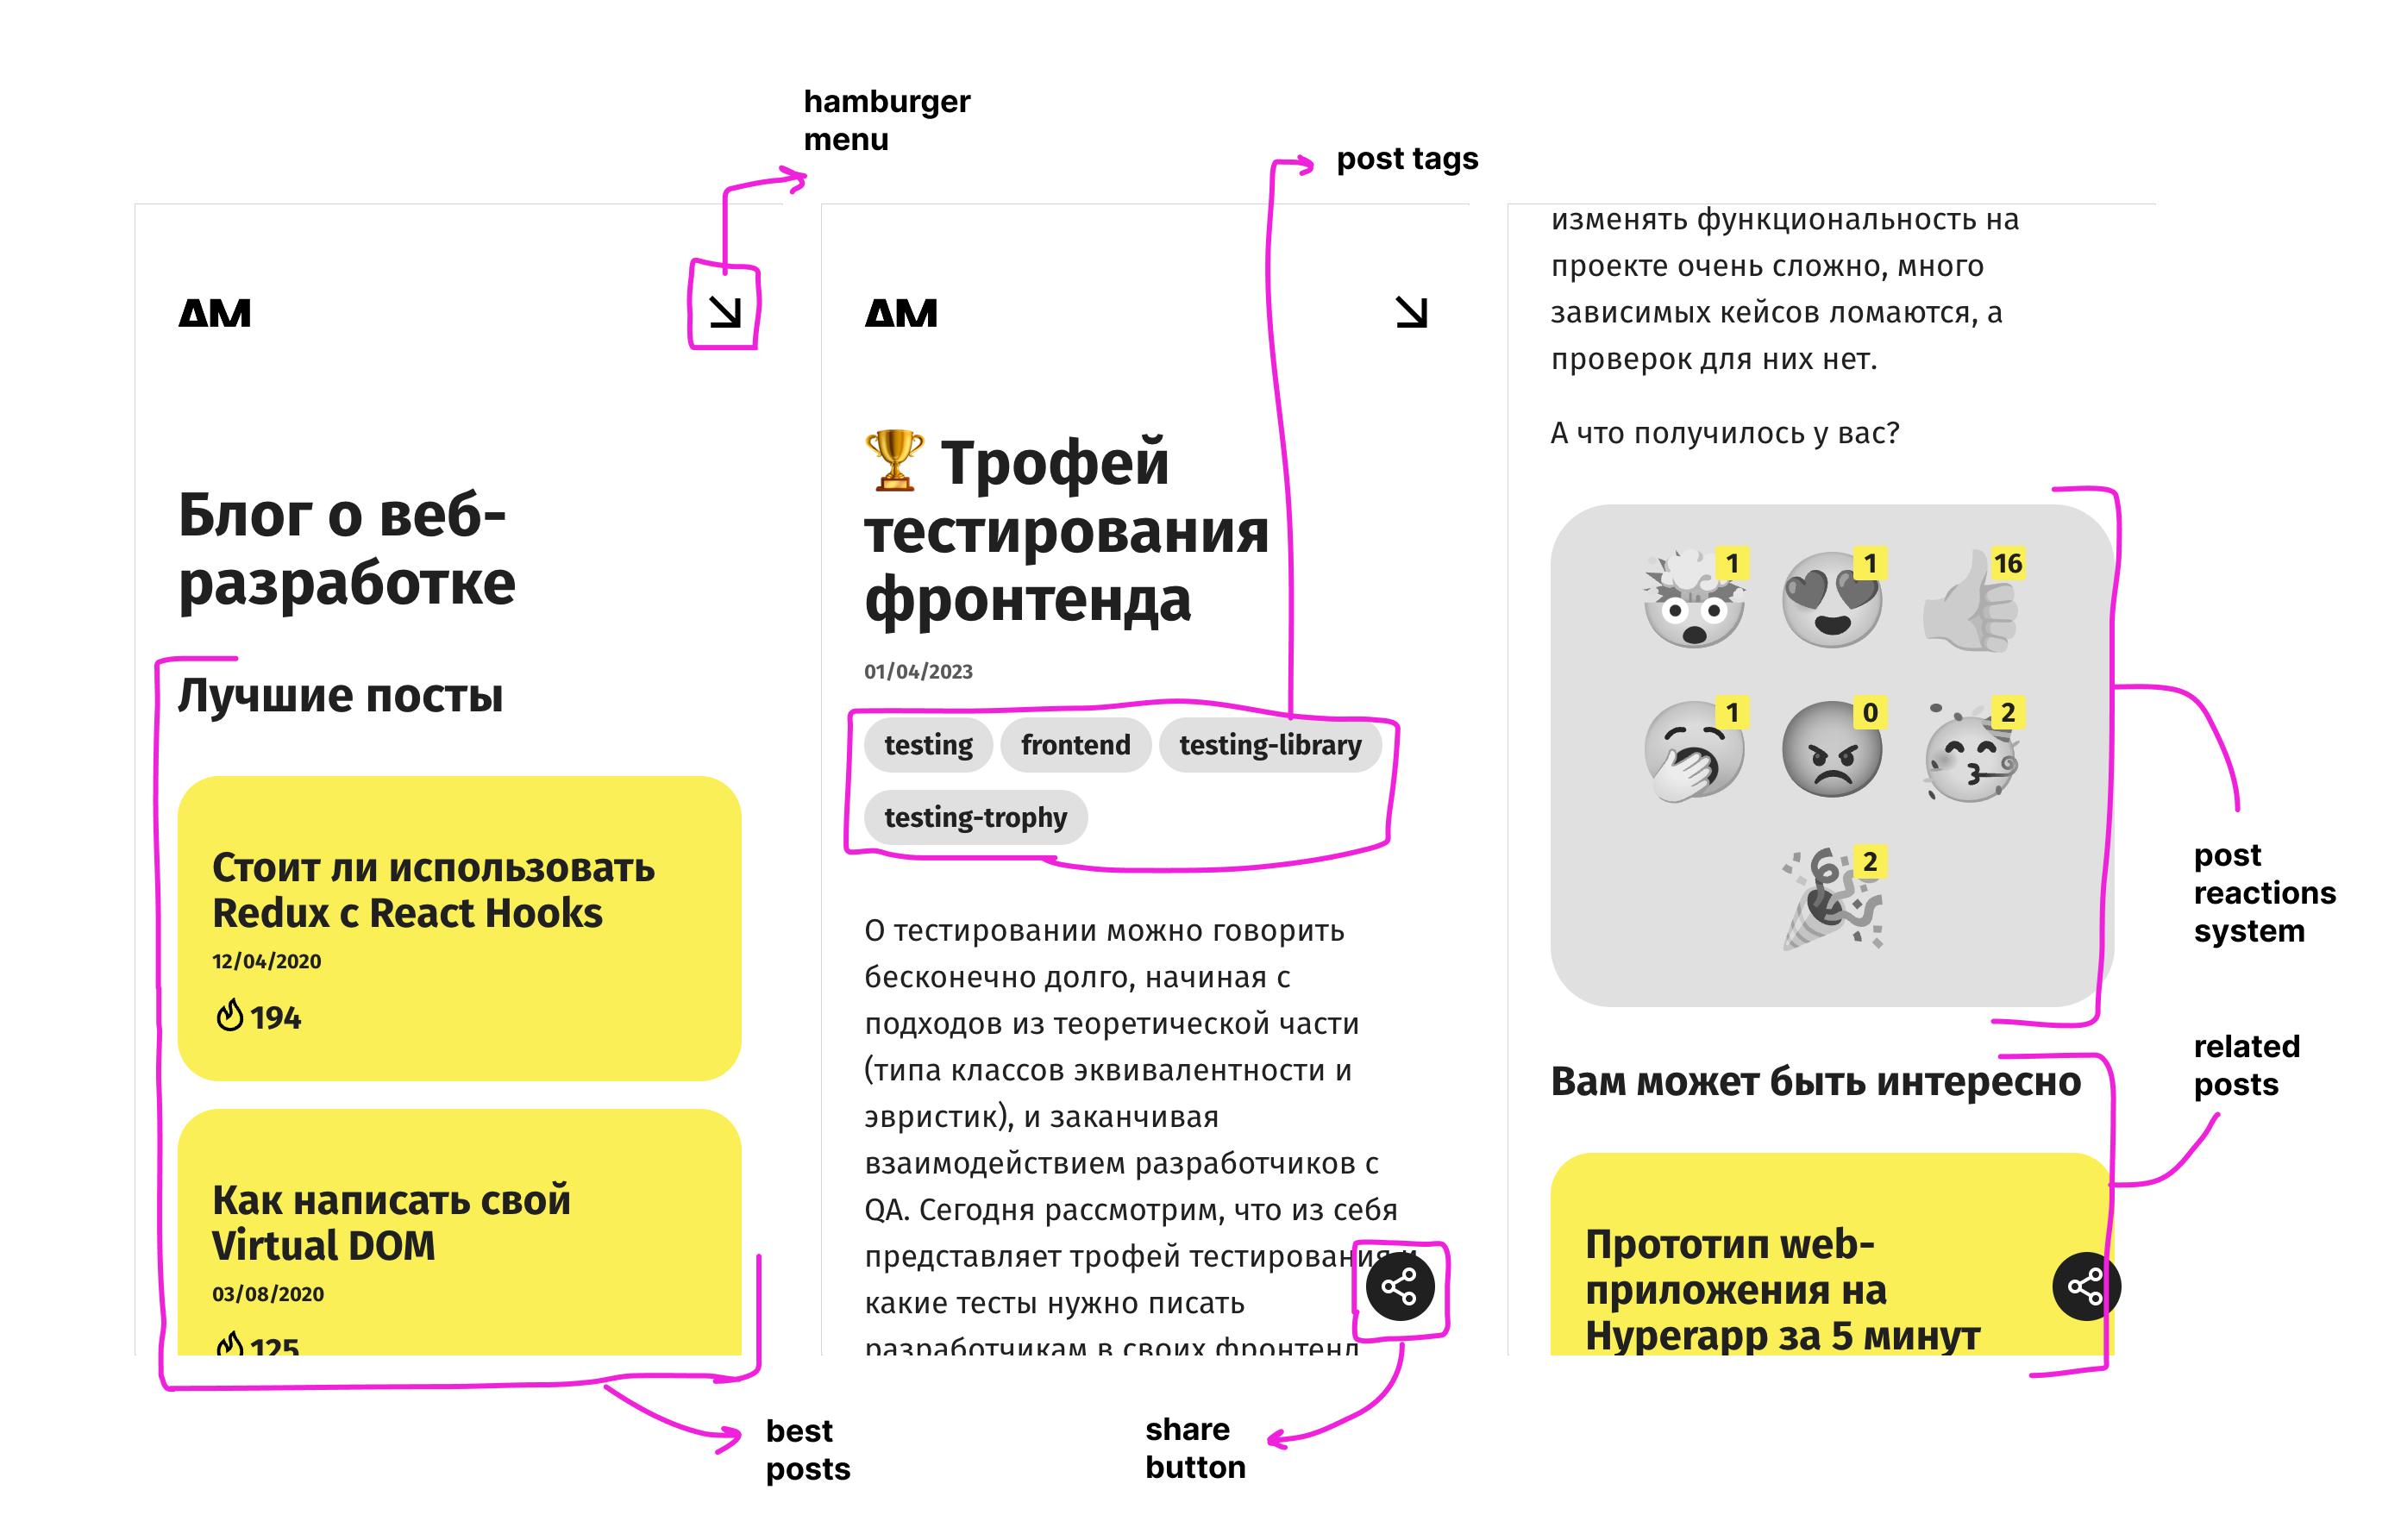 hamburger
menu
post tags
ΔM
Блог о веб-
разработке
Лучшие посты
Стоит ли использовать
Redux с React Hooks
12/04/2020
194
Как написать свой
Virtual DOM
03/08/2020
125
best
posts
ΔM
Трофей
тестирования
фронтенда
01/04/2023
testing frontend testing-library
testing-trophy
О тестировании можно говорить
бесконечно долго, начиная с
подходов из теоретической части
(типа классов эквивалентности и
эвристик), и заканчивая
взаимодействием разработчиков с
QA. Сегодня рассмотрим, что из себя
представляет трофей тестирования и
какие тесты нужно писать
разработчикам в своих фронтенд
share
button
изменять функциональность на
проекте очень сложно, много
зависимых кейсов ломаются, а
проверок для них нет.
А что получилось у вас?
1 1 16
1 0 2
2
post
reactions
system
Вам может быть интересно
related
posts
Прототип web-
приложения на
Hyperapp за 5 минут